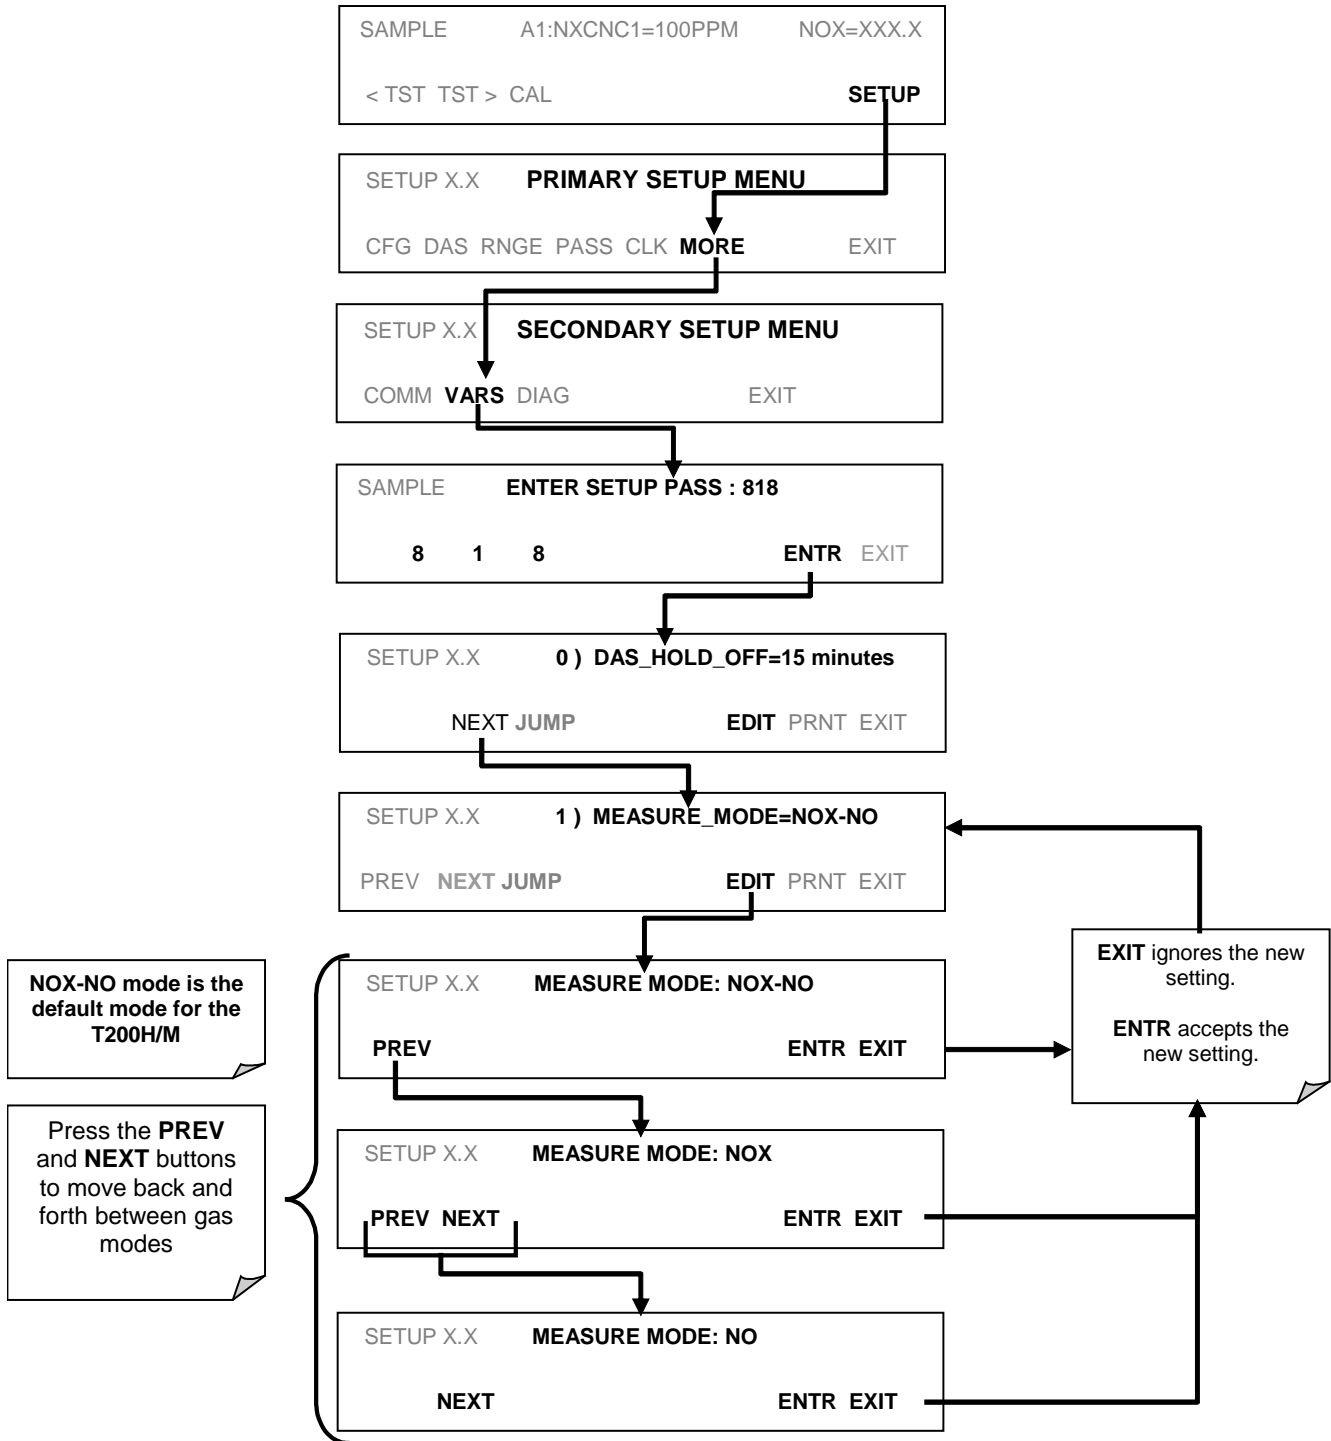 SAMPLE A1:NXCNC1=100PPM NOX=XXX.X
< TST TST > CAL SETUP
SETUP X.X PRIMARY SETUP MENU
CFG DAS RNGE PASS CLK MORE EXIT
SETUP X.X SECONDARY SETUP MENU
COMM VARS DIAG EXIT
SAMPLE ENTER SETUP PASS : 818
8 1 8 ENTR EXIT
SETUP X.X 0 ) DAS_HOLD_OFF=15 minutes
NEXT JUMP EDIT PRNT EXIT
SETUP X.X 1 ) MEASURE_MODE=NOX-NO
PREV NEXT JUMP EDIT PRNT EXIT
NOX-NO mode is the
default mode for the
T200H/M
SETUP X.X MEASURE MODE: NOX-NO
PREV ENTR EXIT
EXIT ignores the new
setting.
ENTR accepts the
new setting.
Press the PREV
and NEXT buttons
to move back and
forth between gas
modes
SETUP X.X MEASURE MODE: NOX
PREV NEXT ENTR EXIT
SETUP X.X MEASURE MODE: NO
NEXT ENTR EXIT